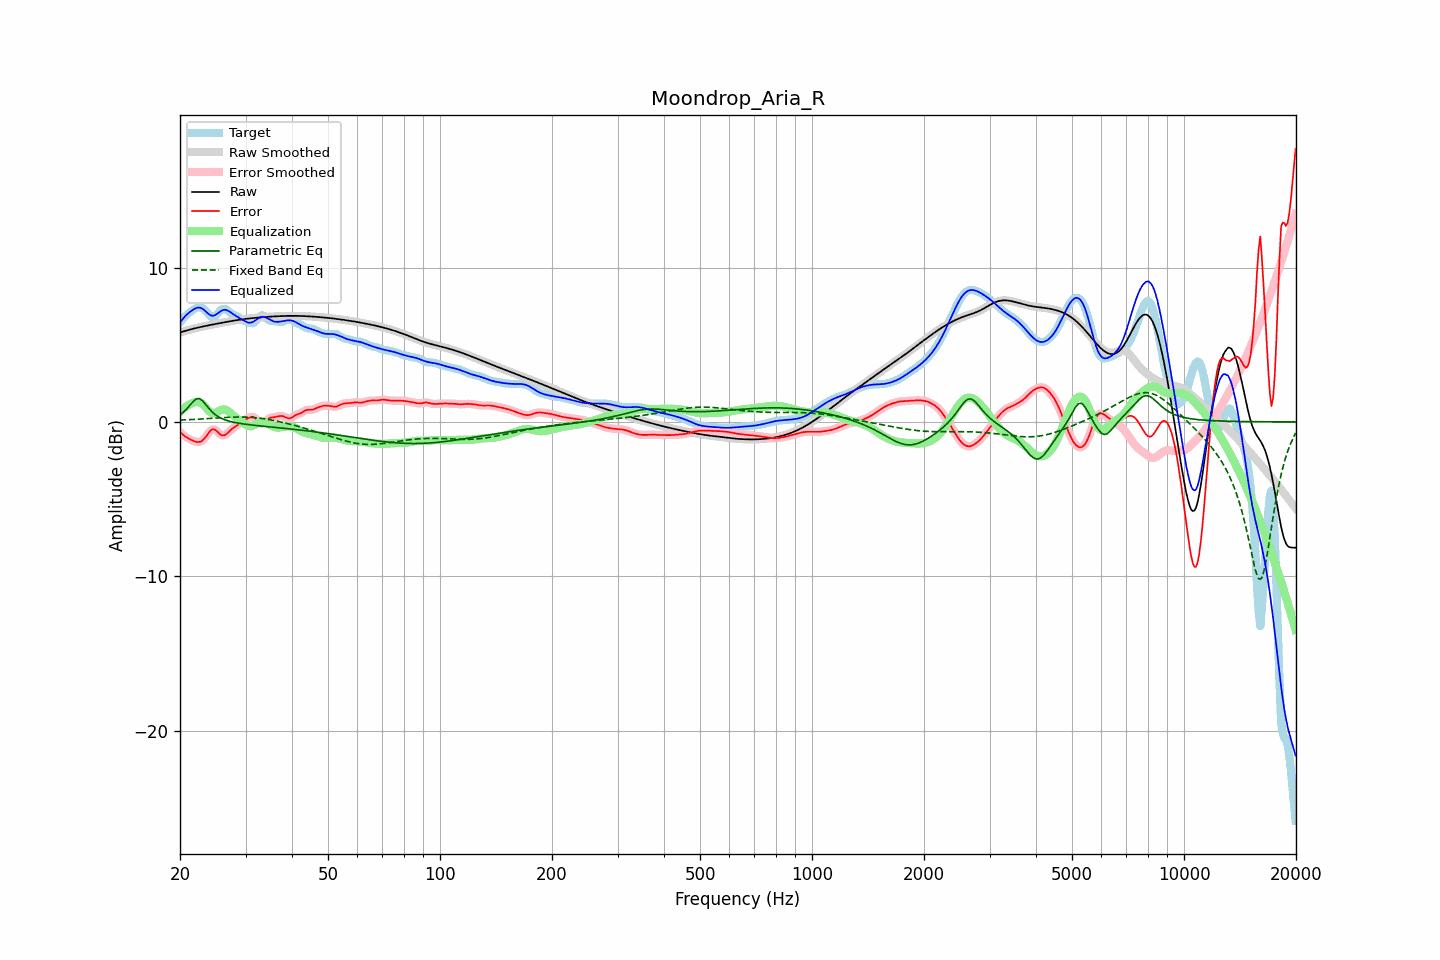 Moondrop_Aria_R
Target
Raw Smoothed
Error Smoothed
Raw
Error
Equalization
Parametric Eq
Fixed Band Eq
Equalized
Amplitude (dBr)
10
0
−10
−20
20 50 100 200 500 1000 2000 5000 10000 20000
Frequency (Hz)